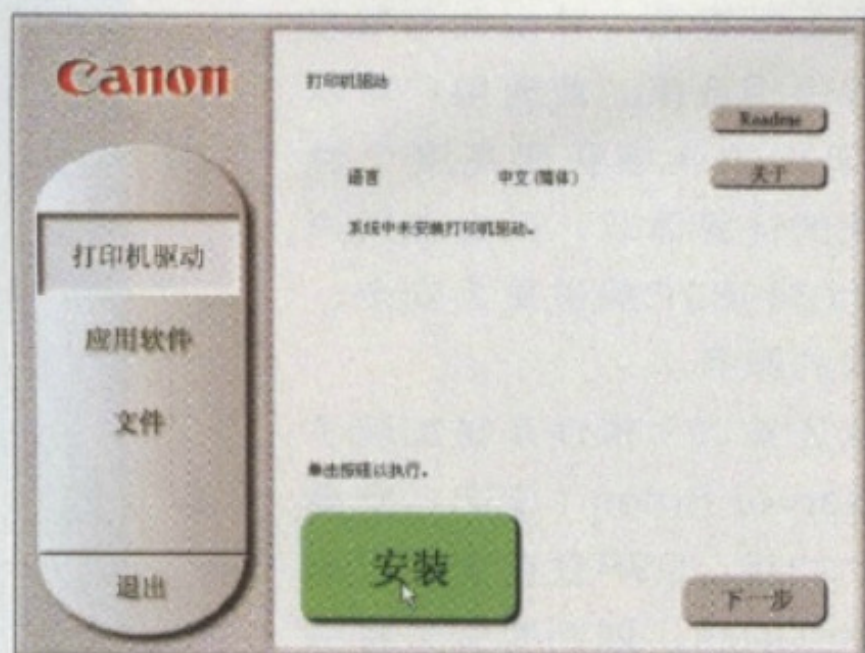 Canon
打印机驱动
应用软件
文件
退出
打印机驱动
Readme
关于
语言 中文(简体)
系统中未安装打印机驱动。
单击按钮以执行。
安装
下一步